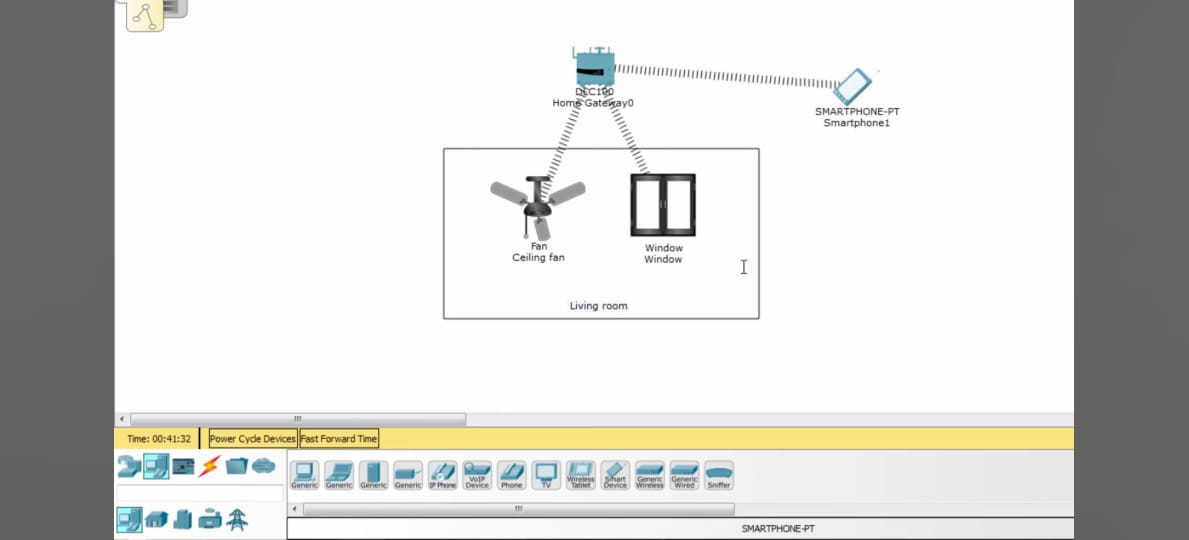 DLC100
Home Gateway0
SMARTPHONE-PT
Smartphone1
Fan
Ceiling fan
Window
Window
Living room
Time: 00:41:32
Power Cycle Devices
Fast Forward Time
Generic
Generic
Generic
Generic
IP Phone
VoIP
Device
Phone
TV
Wireless
Tablet
Smart
Device
Generic
Wireless
Generic
Wired
Sniffer
SMARTPHONE-PT